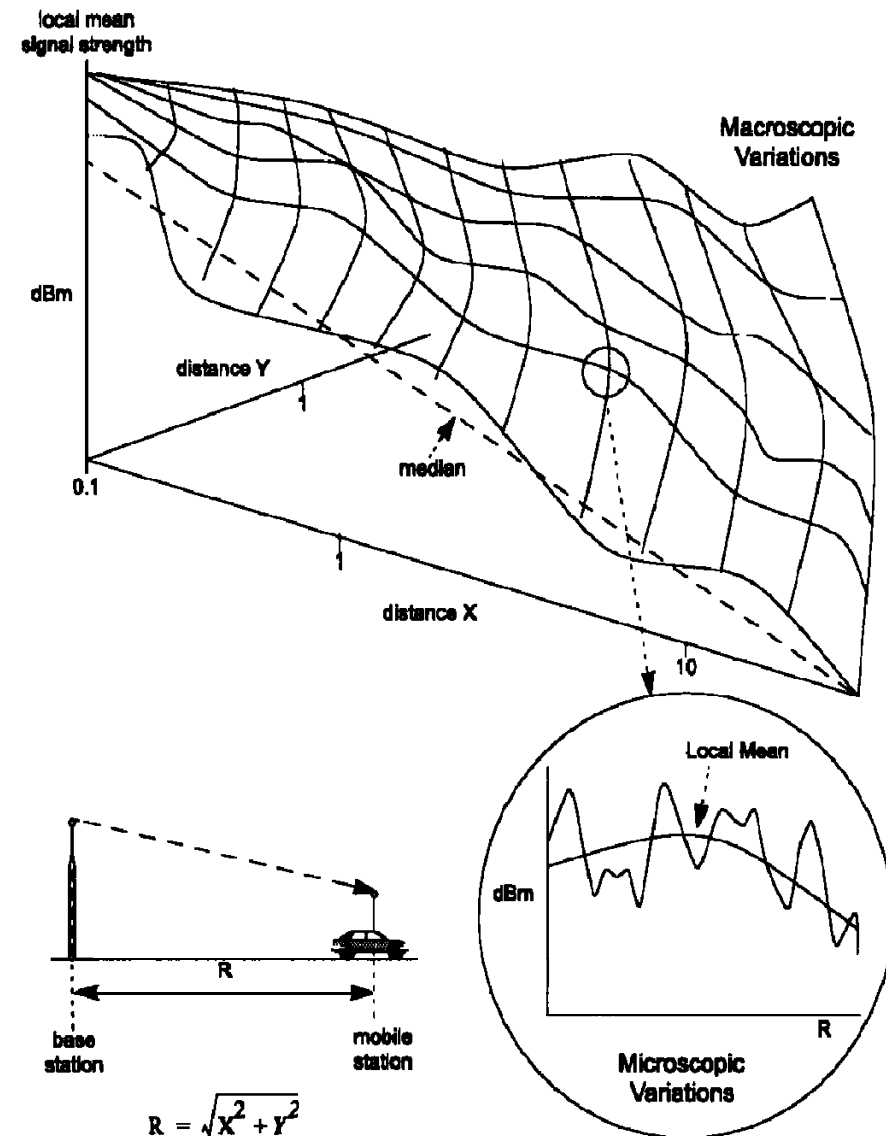 local mean
signal strength
Macroscopic
Variations
dBm
distance Y
1
median
0.1
1
distance X
10
Local Mean
dBm
R
R
base
station
mobile
station
Microscopic
Variations
R = √X² + Y²